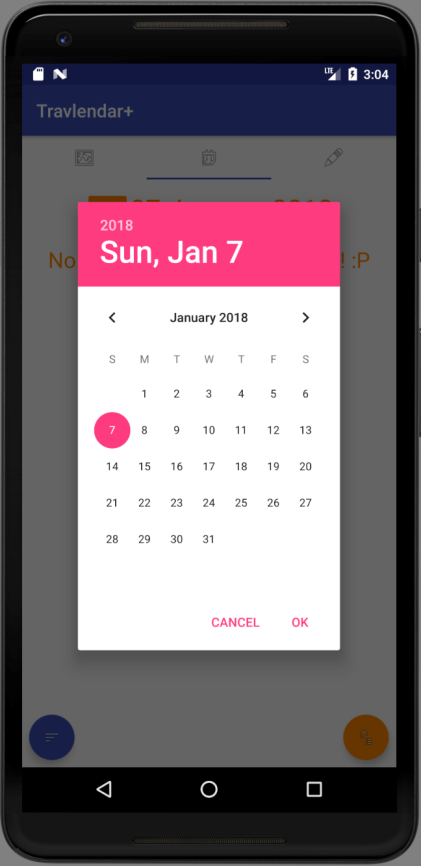 LTE 3:04
Travlendar+
2018
Sun, Jan 7
No
! :P
January 2018
S M T W T F S
1 2 3 4 5 6
7 8 9 10 11 12 13
14 15 16 17 18 19 20
21 22 23 24 25 26 27
28 29 30 31
CANCEL OK